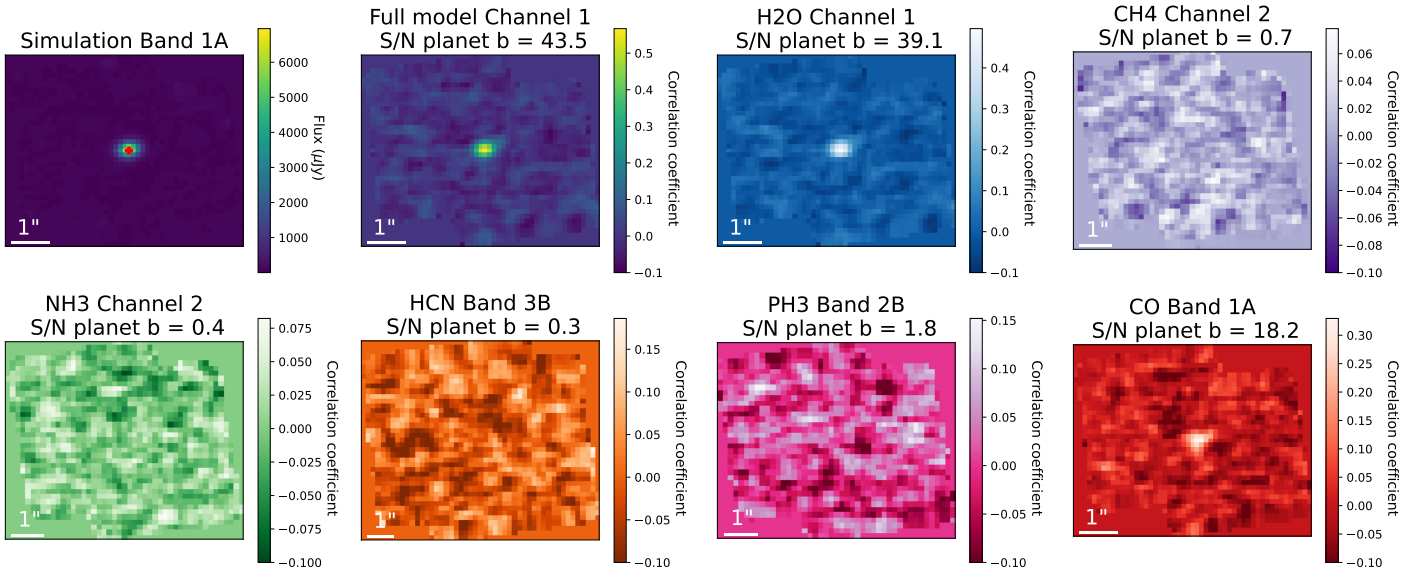 Simulation Band 1A
1"
6000
5000
4000
3000
2000
1000
Flux (μJy)
Full model Channel 1
S/N planet b = 43.5
1"
0.5
0.4
0.3
0.2
0.1
0.0
−0.1
Correlation coefficient
H2O Channel 1
S/N planet b = 39.1
1"
0.4
0.3
0.2
0.1
0.0
−0.1
Correlation coefficient
CH4 Channel 2
S/N planet b = 0.7
1"
0.06
0.04
0.02
0.00
−0.02
−0.04
−0.06
−0.08
−0.10
Correlation coefficient
NH3 Channel 2
S/N planet b = 0.4
1"
0.075
0.050
0.025
0.000
−0.025
−0.050
−0.075
−0.100
Correlation coefficient
HCN Band 3B
S/N planet b = 0.3
1"
0.15
0.10
0.05
0.00
−0.05
−0.10
Correlation coefficient
PH3 Band 2B
S/N planet b = 1.8
1"
0.15
0.10
0.05
0.00
−0.05
−0.10
Correlation coefficient
CO Band 1A
S/N planet b = 18.2
1"
0.30
0.25
0.20
0.15
0.10
0.05
0.00
−0.05
−0.10
Correlation coefficient